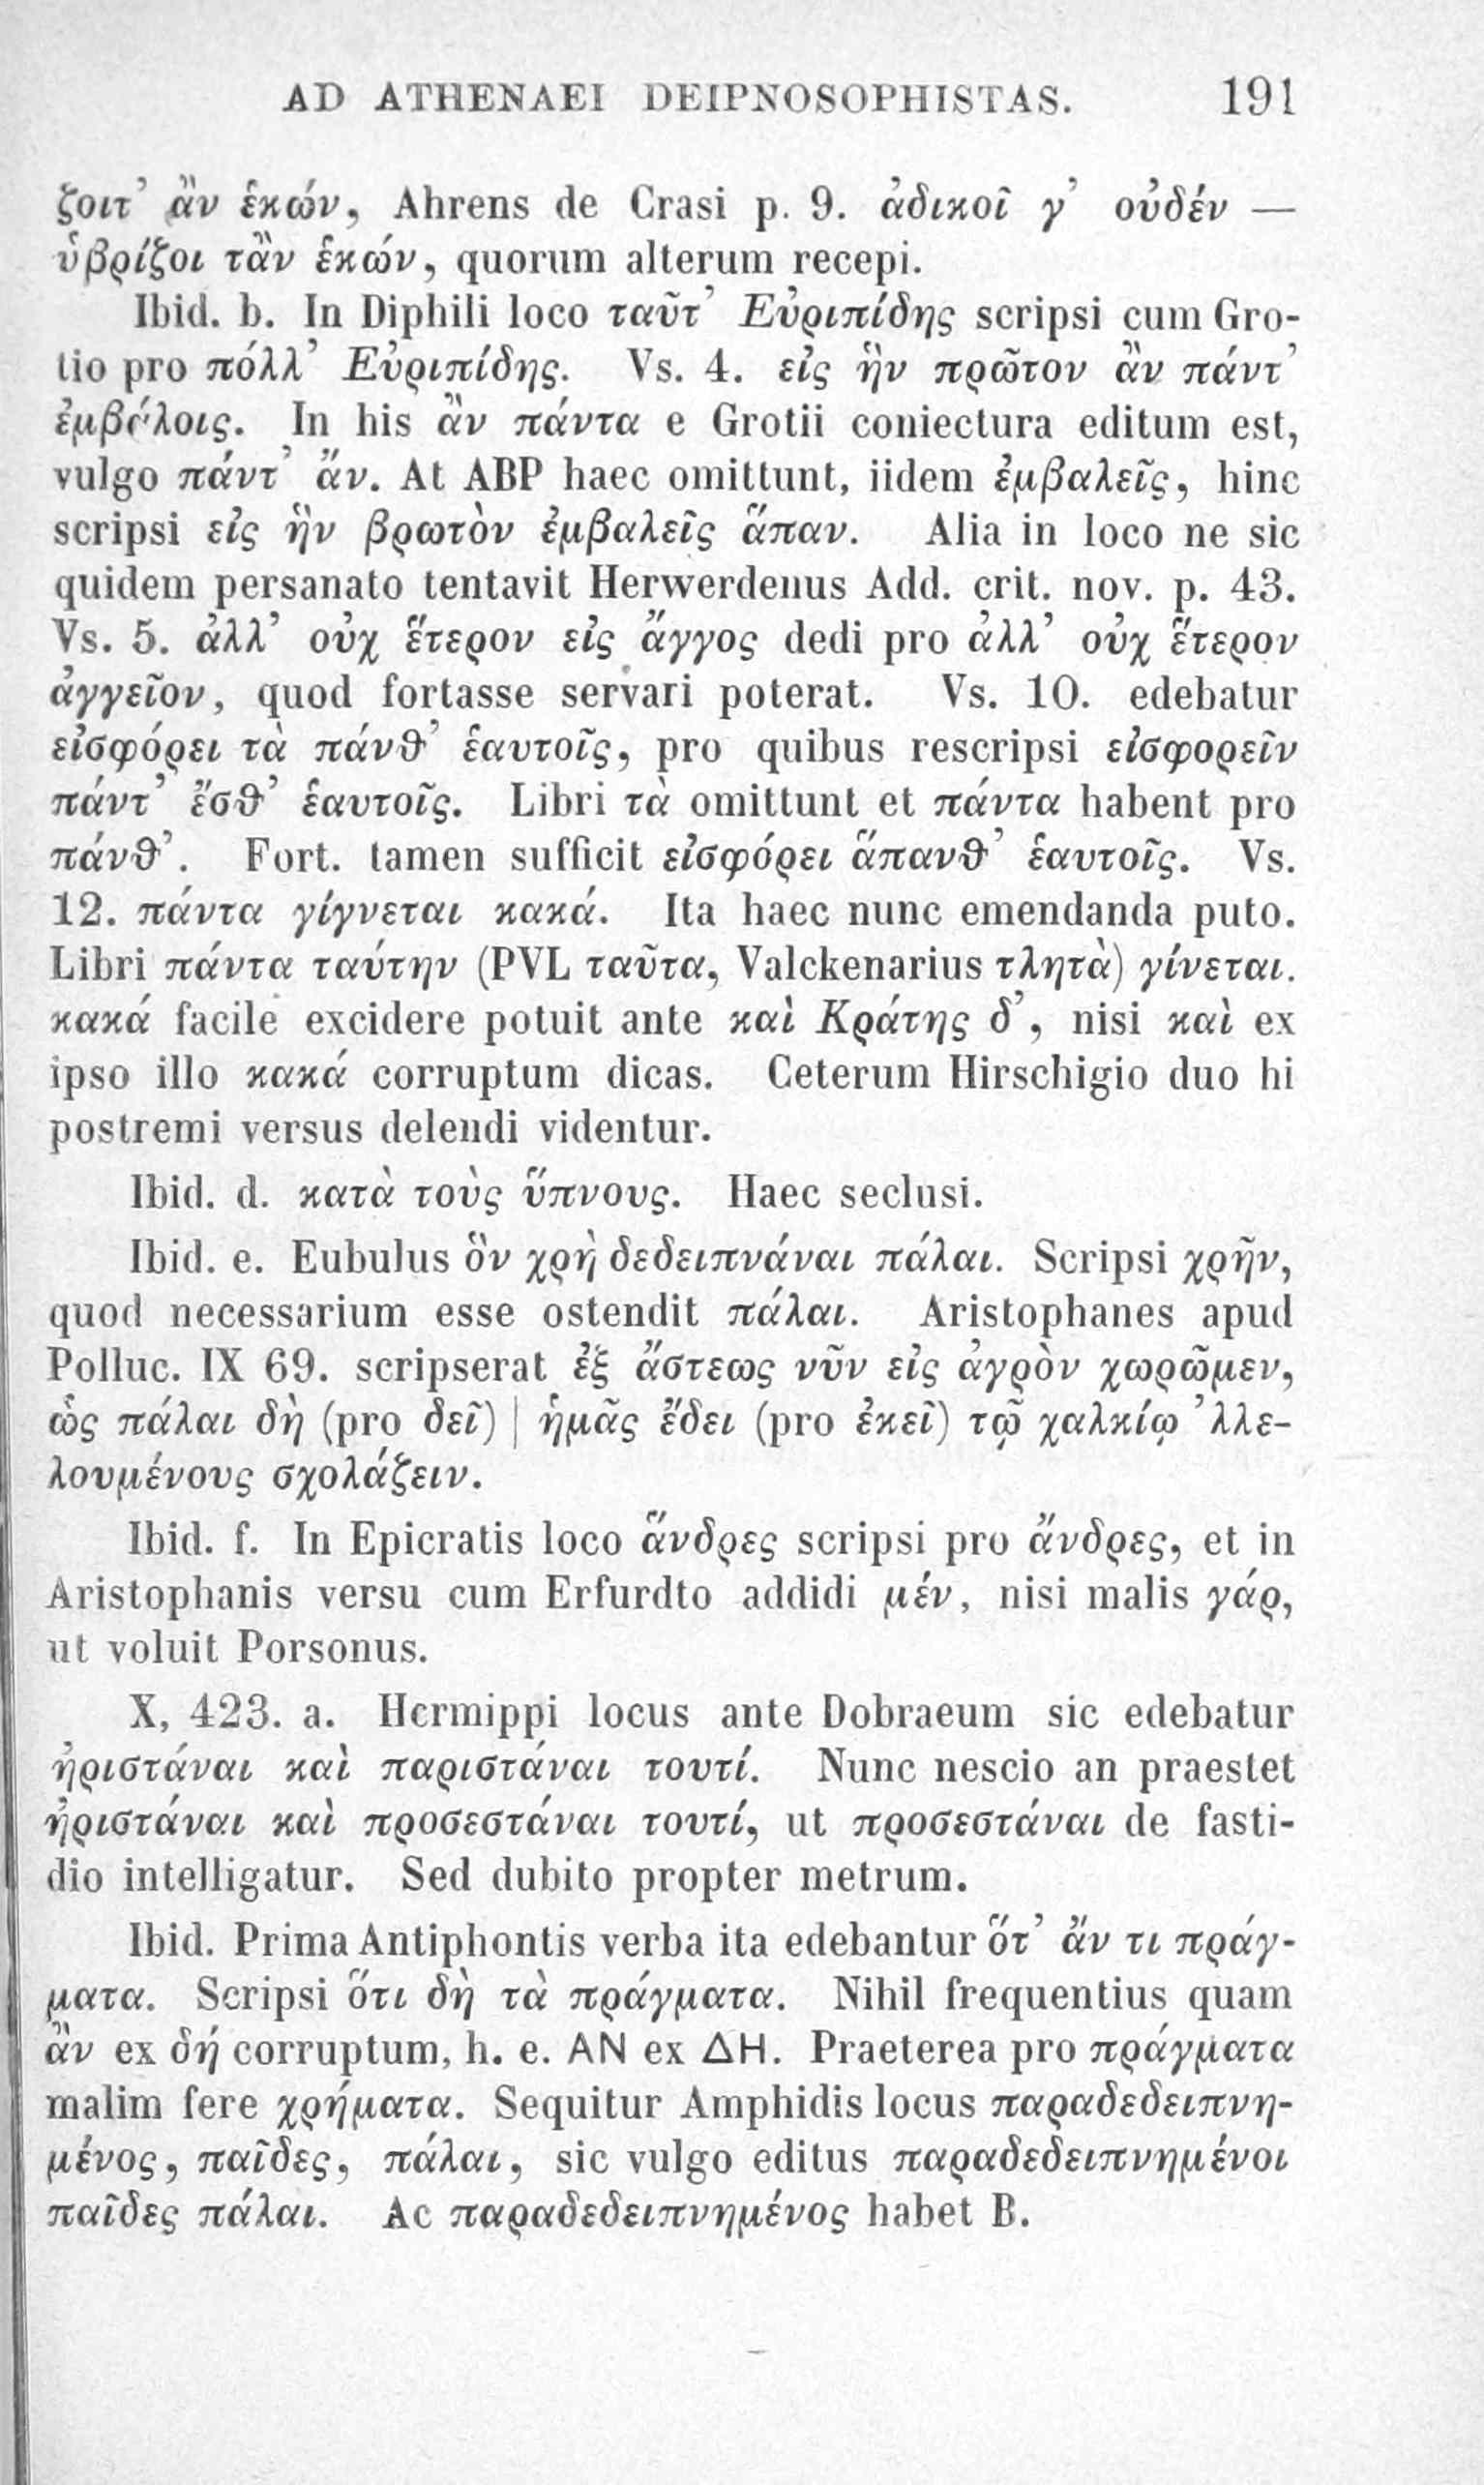 AD ATHENAEI DEIPNOSOPHISTAS. 191
ζοιτ’ ἂν ἑκών, Ahrens de Crasi p. 9. ἀδικοῖ γ’ οὐδέν —
ὑβρίζοι τἂν ἑκών, quorum alterum recepi.
Ibid. b. In Diphili loco ταῦτ’ Εὐριπίδης scripsi cum Gro-
tio pro πόλλ’ Εὐριπίδης. Vs. 4. εἰς ἣν πρῶτον ἂν πάντ’
ἐμβάλοις. In his ἂν πάντα e Grotii coniectura editum est,
vulgo πάντ’ ἄν. At ABP haec omittunt, iidem ἐμβαλεῖς, hinc
scripsi εἰς ἣν βρωτὸν ἐμβαλεῖς ἅπαν. Alia in loco ne sic
quidem persanato tentavit Herwerdenus Add. crit. nov. p. 43.
Vs. 5. ἀλλ’ οὐχ ἕτερον εἰς ἄγγος dedi pro ἀλλ’ οὐχ ἕτερον
ἀγγεῖον, quod fortasse servari poterat. Vs. 10. edebatur
εἰσφόρει τὰ πάνϑ’ ἑαυτοῖς, pro quibus rescripsi εἰσφορεῖν
πάντ’ ἔσϑ’ ἑαυτοῖς. Libri τὰ omittunt et πάντα habent pro
πάνϑ’. Fort. tamen sufficit εἰσφόρει ἅπανϑ’ ἑαυτοῖς. Vs.
12. πάντα γίγνεται κακά. Ita haec nunc emendanda puto.
Libri πάντα ταύτην (PVL ταῦτα, Valckenarius τλητὰ) γίνεται.
κακά facile excidere potuit ante καὶ Κράτης δ’, nisi καὶ ex
ipso illo κακά corruptum dicas. Ceterum Hirschigio duo hi
postremi versus delendi videntur.
Ibid. d. κατὰ τοὺς ὕπνους. Haec seclusi.
Ibid. e. Eubulus ὃν χρὴ δεδειπνάναι πάλαι. Scripsi χρῆν,
quod necessarium esse ostendit πάλαι. Aristophanes apud
Polluc. IX 69. scripserat ἐξ ἄστεως νῦν εἰς ἀγρὸν χωρῶμεν,
ὡς πάλαι δὴ (pro δεῖ) | ἡμᾶς ἔδει (pro ἐκεῖ) τῷ χαλκίῳ ’λλε-
λουμένους σχολάζειν.
Ibid. f. In Epicratis loco ἅνδρες scripsi pro ἄνδρες, et in
Aristophanis versu cum Erfurdto addidi μέν, nisi malis γάρ,
ut voluit Porsonus.
X, 423. a. Hermippi locus ante Dobraeum sic edebatur
ἠριστάναι καὶ παριστάναι τουτί. Nunc nescio an praestet
ἠριστάναι καὶ προσεστάναι τουτί, ut προσεστάναι de fasti-
dio intelligatur. Sed dubito propter metrum.
Ibid. Prima Antiphontis verba ita edebantur ὅτ’ ἄν τι πράγ-
ματα. Scripsi ὅτι δὴ τὰ πράγματα. Nihil frequentius quam
ἂν ex δή corruptum, h. e. ΑΝ ex ΔΗ. Praeterea pro πράγματα
malim fere χρήματα. Sequitur Amphidis locus παραδεδειπνη-
μένος, παῖδες, πάλαι, sic vulgo editus παραδεδειπνημένοι
παῖδες πάλαι. Ac παραδεδειπνημένος habet B.